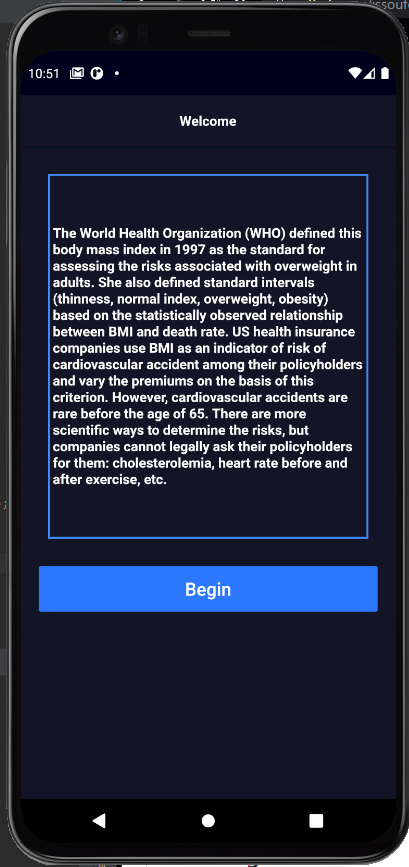 10:51
Welcome
The World Health Organization (WHO) defined this
body mass index in 1997 as the standard for
assessing the risks associated with overweight in
adults. She also defined standard intervals
(thinness, normal index, overweight, obesity)
based on the statistically observed relationship
between BMI and death rate. US health insurance
companies use BMI as an indicator of risk of
cardiovascular accident among their policyholders
and vary the premiums on the basis of this
criterion. However, cardiovascular accidents are
rare before the age of 65. There are more
scientific ways to determine the risks, but
companies cannot legally ask their policyholders
for them: cholesterolemia, heart rate before and
after exercise, etc.
Begin